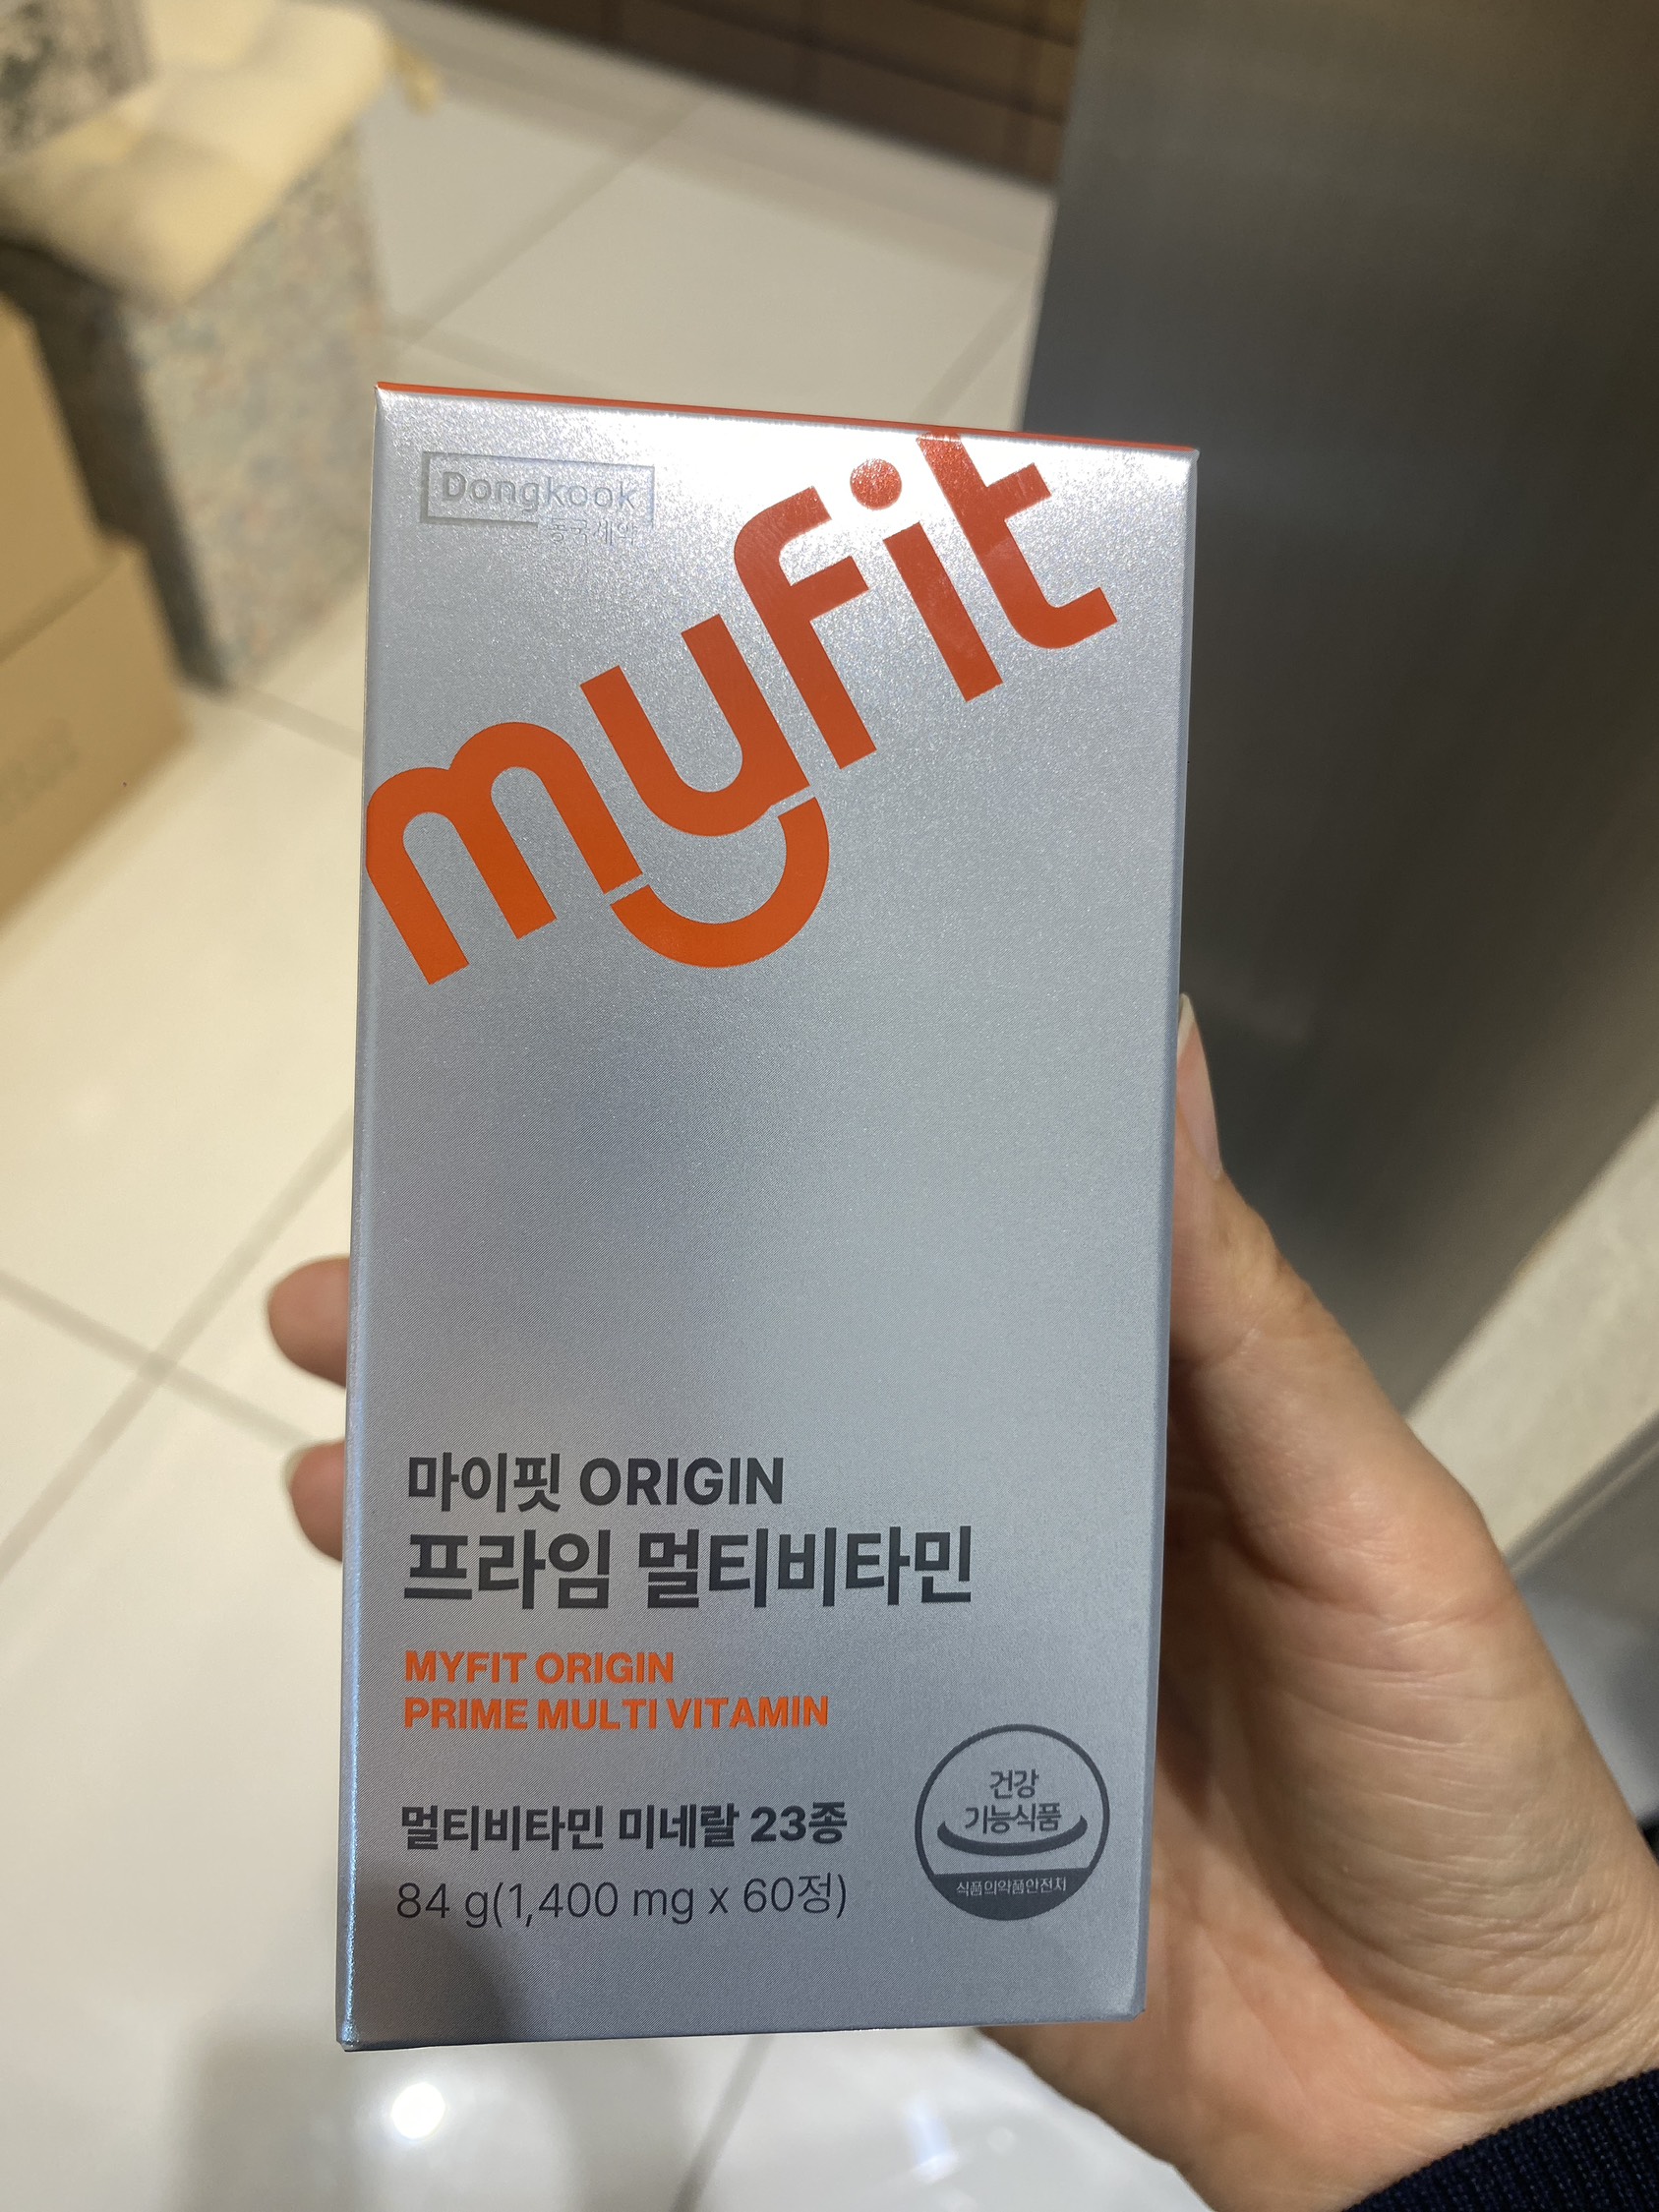 Dongkook
동국제약
myfit
마이핏 ORIGIN
프라임 멀티비타민
MYFIT ORIGIN
PRIME MULTI VITAMIN
멀티비타민 미네랄 23종
84 g(1,400 mg x 60정)
건강
기능식품
식품의약품안전처